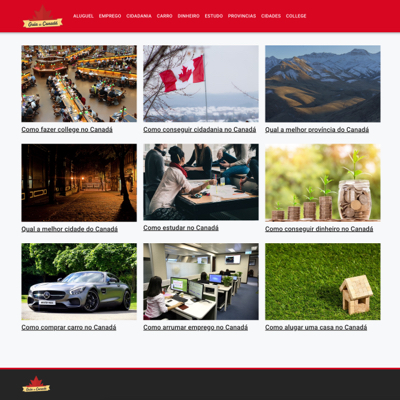 Guia o Canadá
ALUGUEL EMPREGO CIDADANIA CARRO DINHEIRO ESTUDO PROVINCIAS CIDADES COLLEGE
Como fazer college no Canadá
Como conseguir cidadania no Canadá
Qual a melhor província do Canadá
Qual a melhor cidade do Canadá
Como estudar no Canadá
Como conseguir dinheiro no Canadá
Como comprar carro no Canadá
Como arrumar emprego no Canadá
Como alugar uma casa no Canadá
Guia o Canadá